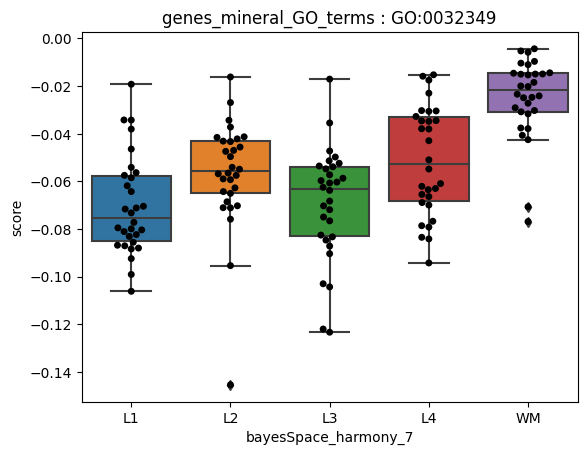 genes_mineral_GO_terms : GO:0032349
0.00
−0.02
−0.04
−0.06
−0.08
−0.10
−0.12
−0.14
score
L1 L2 L3 L4 WM
bayesSpace_harmony_7